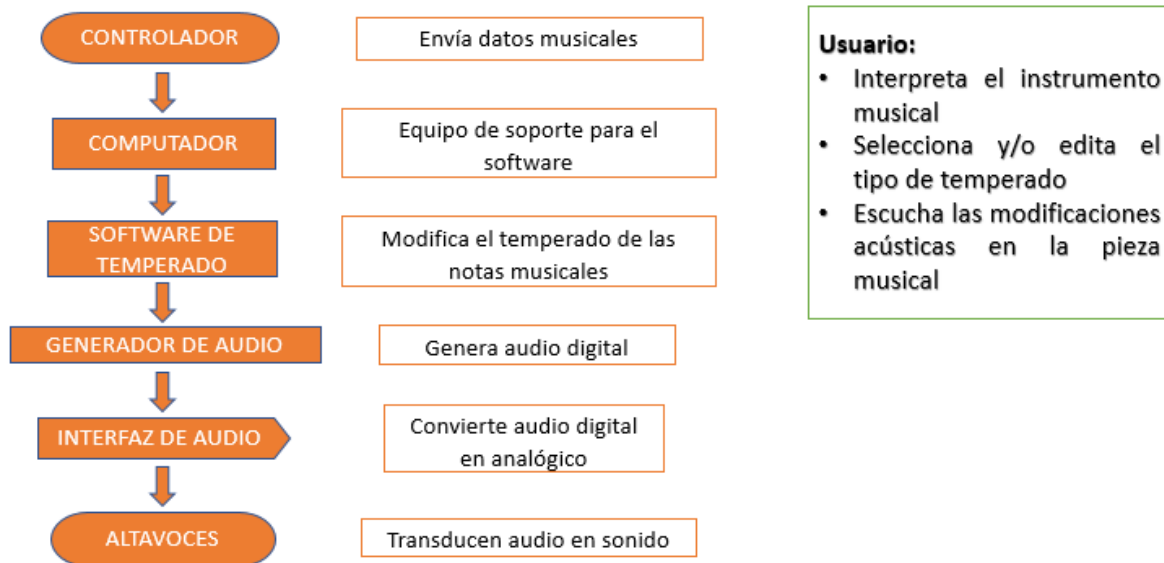 CONTROLADOR
Envía datos musicales
COMPUTADOR
Equipo de soporte para el
software
SOFTWARE DE
TEMPERADO
Modifica el temperado de las
notas musicales
GENERADOR DE AUDIO
Genera audio digital
INTERFAZ DE AUDIO
Convierte audio digital
en analógico
ALTAVOCES
Transducen audio en sonido
Usuario:
• Interpreta el instrumento
musical
• Selecciona y/o edita el
tipo de temperado
• Escucha las modificaciones
acústicas en la pieza
musical